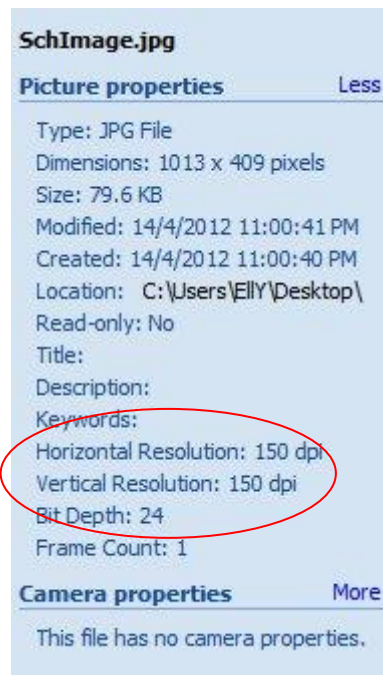 SchImage.jpg
Picture properties Less
Type: JPG File
Dimensions: 1013 x 409 pixels
Size: 79.6 KB
Modified: 14/4/2012 11:00:41 PM
Created: 14/4/2012 11:00:40 PM
Location: C:\Users\EllY\Desktop\
Read-only: No
Title:
Description:
Keywords:
Horizontal Resolution: 150 dpi
Vertical Resolution: 150 dpi
Bit Depth: 24
Frame Count: 1
Camera properties More
This file has no camera properties.